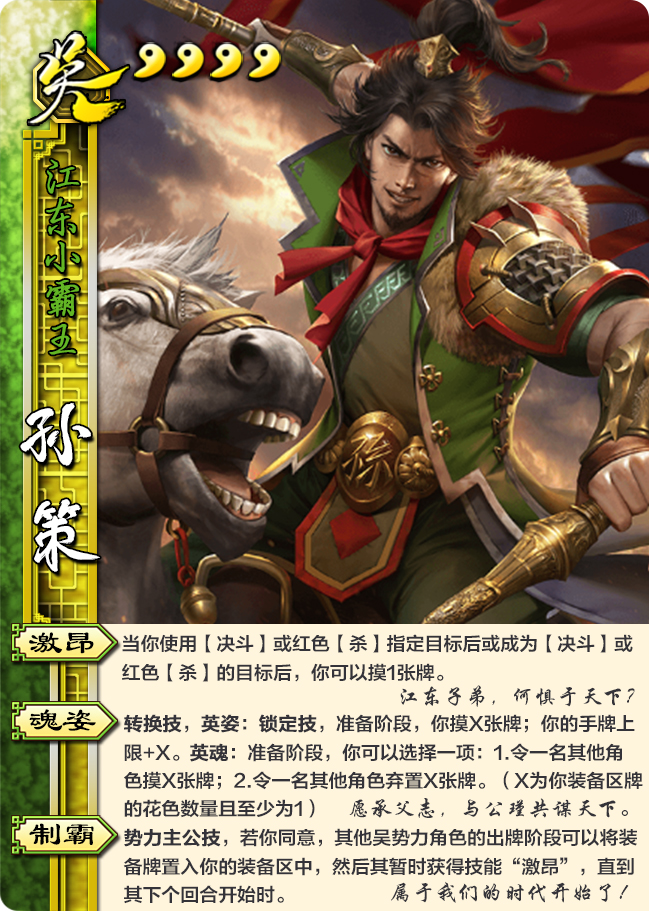 吴
江东小霸王
孙策
激昂
当你使用【决斗】或红色【杀】指定目标后或成为【决斗】或
红色【杀】的目标后，你可以摸1张牌。
江东子弟，何惧于天下？
魂姿
转换技，英姿：锁定技，准备阶段，你摸X张牌；你的手牌上
限+X。英魂：准备阶段，你可以选择一项：1.令一名其他角
色摸X张牌；2.令一名其他角色弃置X张牌。（X为你装备区牌
的花色数量且至少为1） 愿承父志，与公瑾共谋天下。
制霸
势力主公技，若你同意，其他吴势力角色的出牌阶段可以将装
备牌置入你的装备区中，然后其暂时获得技能“激昂”，直到
其下个回合开始时。 属于我们的时代开始了！
孙